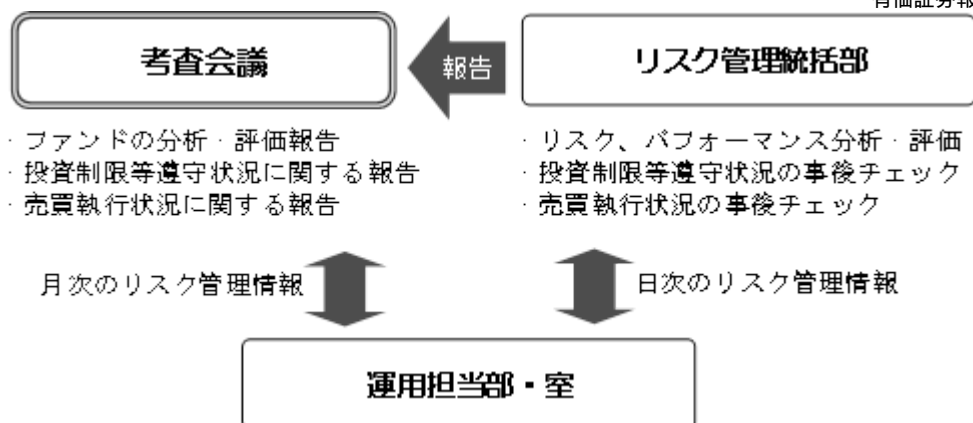 有価証券報
考査会議
報告
リスク管理統括部
· ファンドの分析 · 評価報告
· 投資制限等遵守状況に関する報告
· 売買執行状況に関する報告
· リスク、パフォーマンス分析 · 評価
· 投資制限等遵守状況の事後チェック
· 売買執行状況の事後チェック
月次のリスク管理情報
日次のリスク管理情報
運用担当部・室